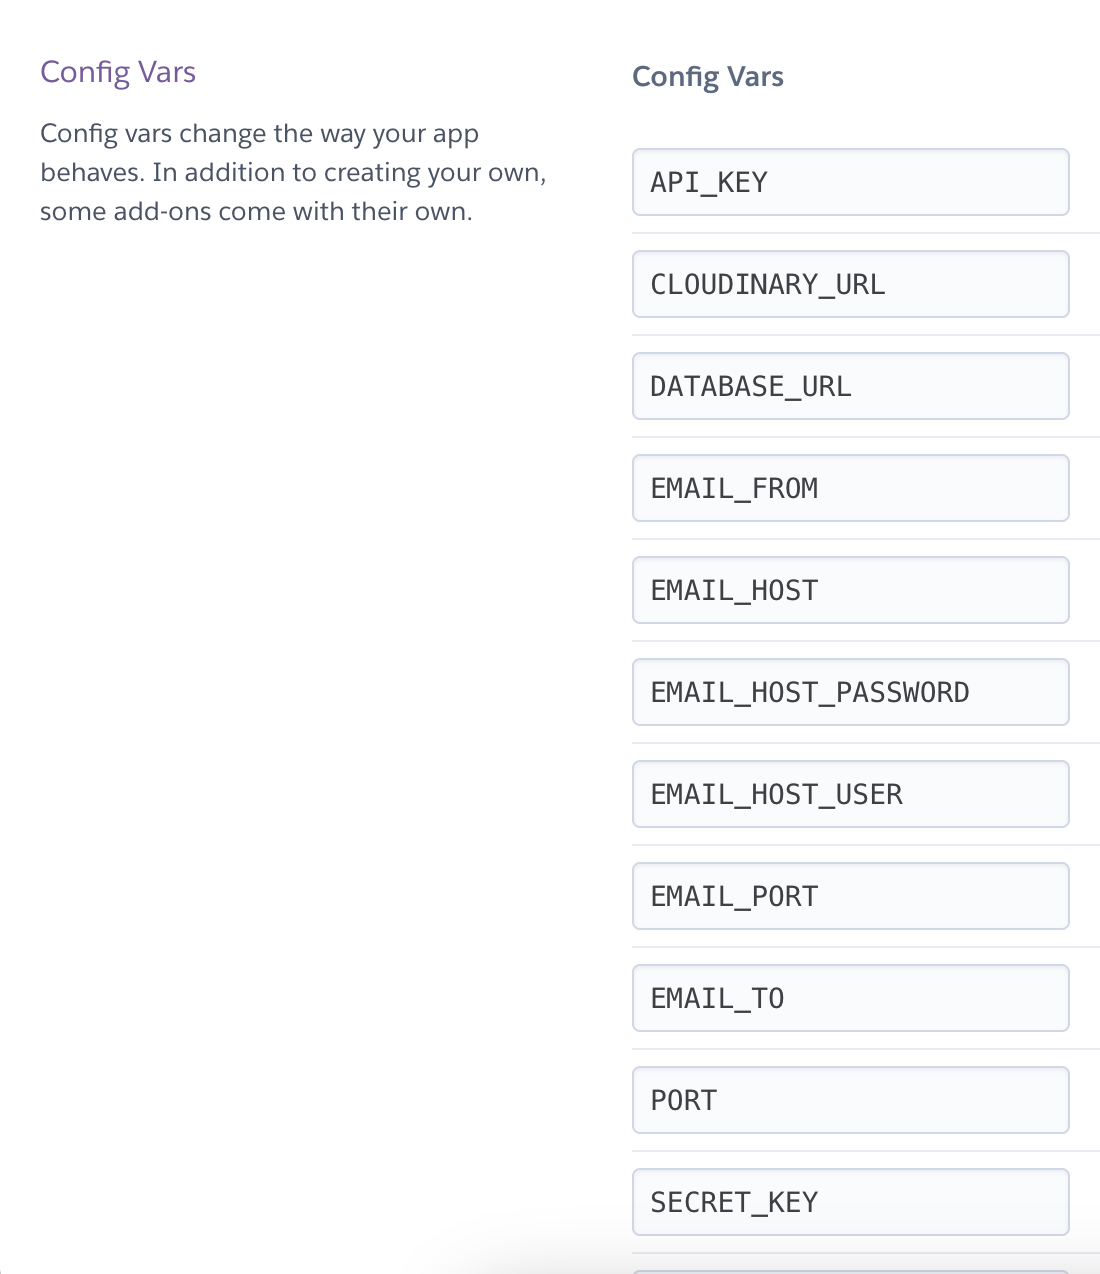 Config Vars
Config vars change the way your app
behaves. In addition to creating your own,
some add-ons come with their own.
Config Vars
API_KEY
CLOUDINARY_URL
DATABASE_URL
EMAIL_FROM
EMAIL_HOST
EMAIL_HOST_PASSWORD
EMAIL_HOST_USER
EMAIL_PORT
EMAIL_TO
PORT
SECRET_KEY